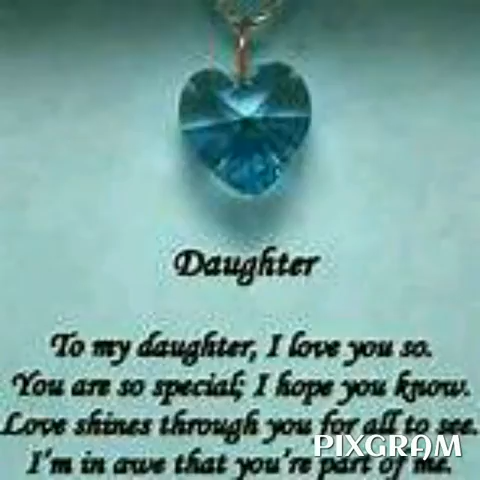 Daughter
To my daughter, I love you so.
You are so special; I hope you know.
Love shines through you for all to see.
PIXGRAM
I'm in awe that you're part of me.